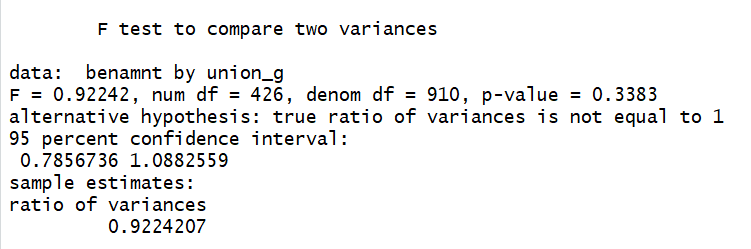 F test to compare two variances
data:  benamnt by union_g
F = 0.92242, num df = 426, denom df = 910, p-value = 0.3383
alternative hypothesis: true ratio of variances is not equal to 1
95 percent confidence interval:
 0.7856736 1.0882559
sample estimates:
ratio of variances
         0.9224207